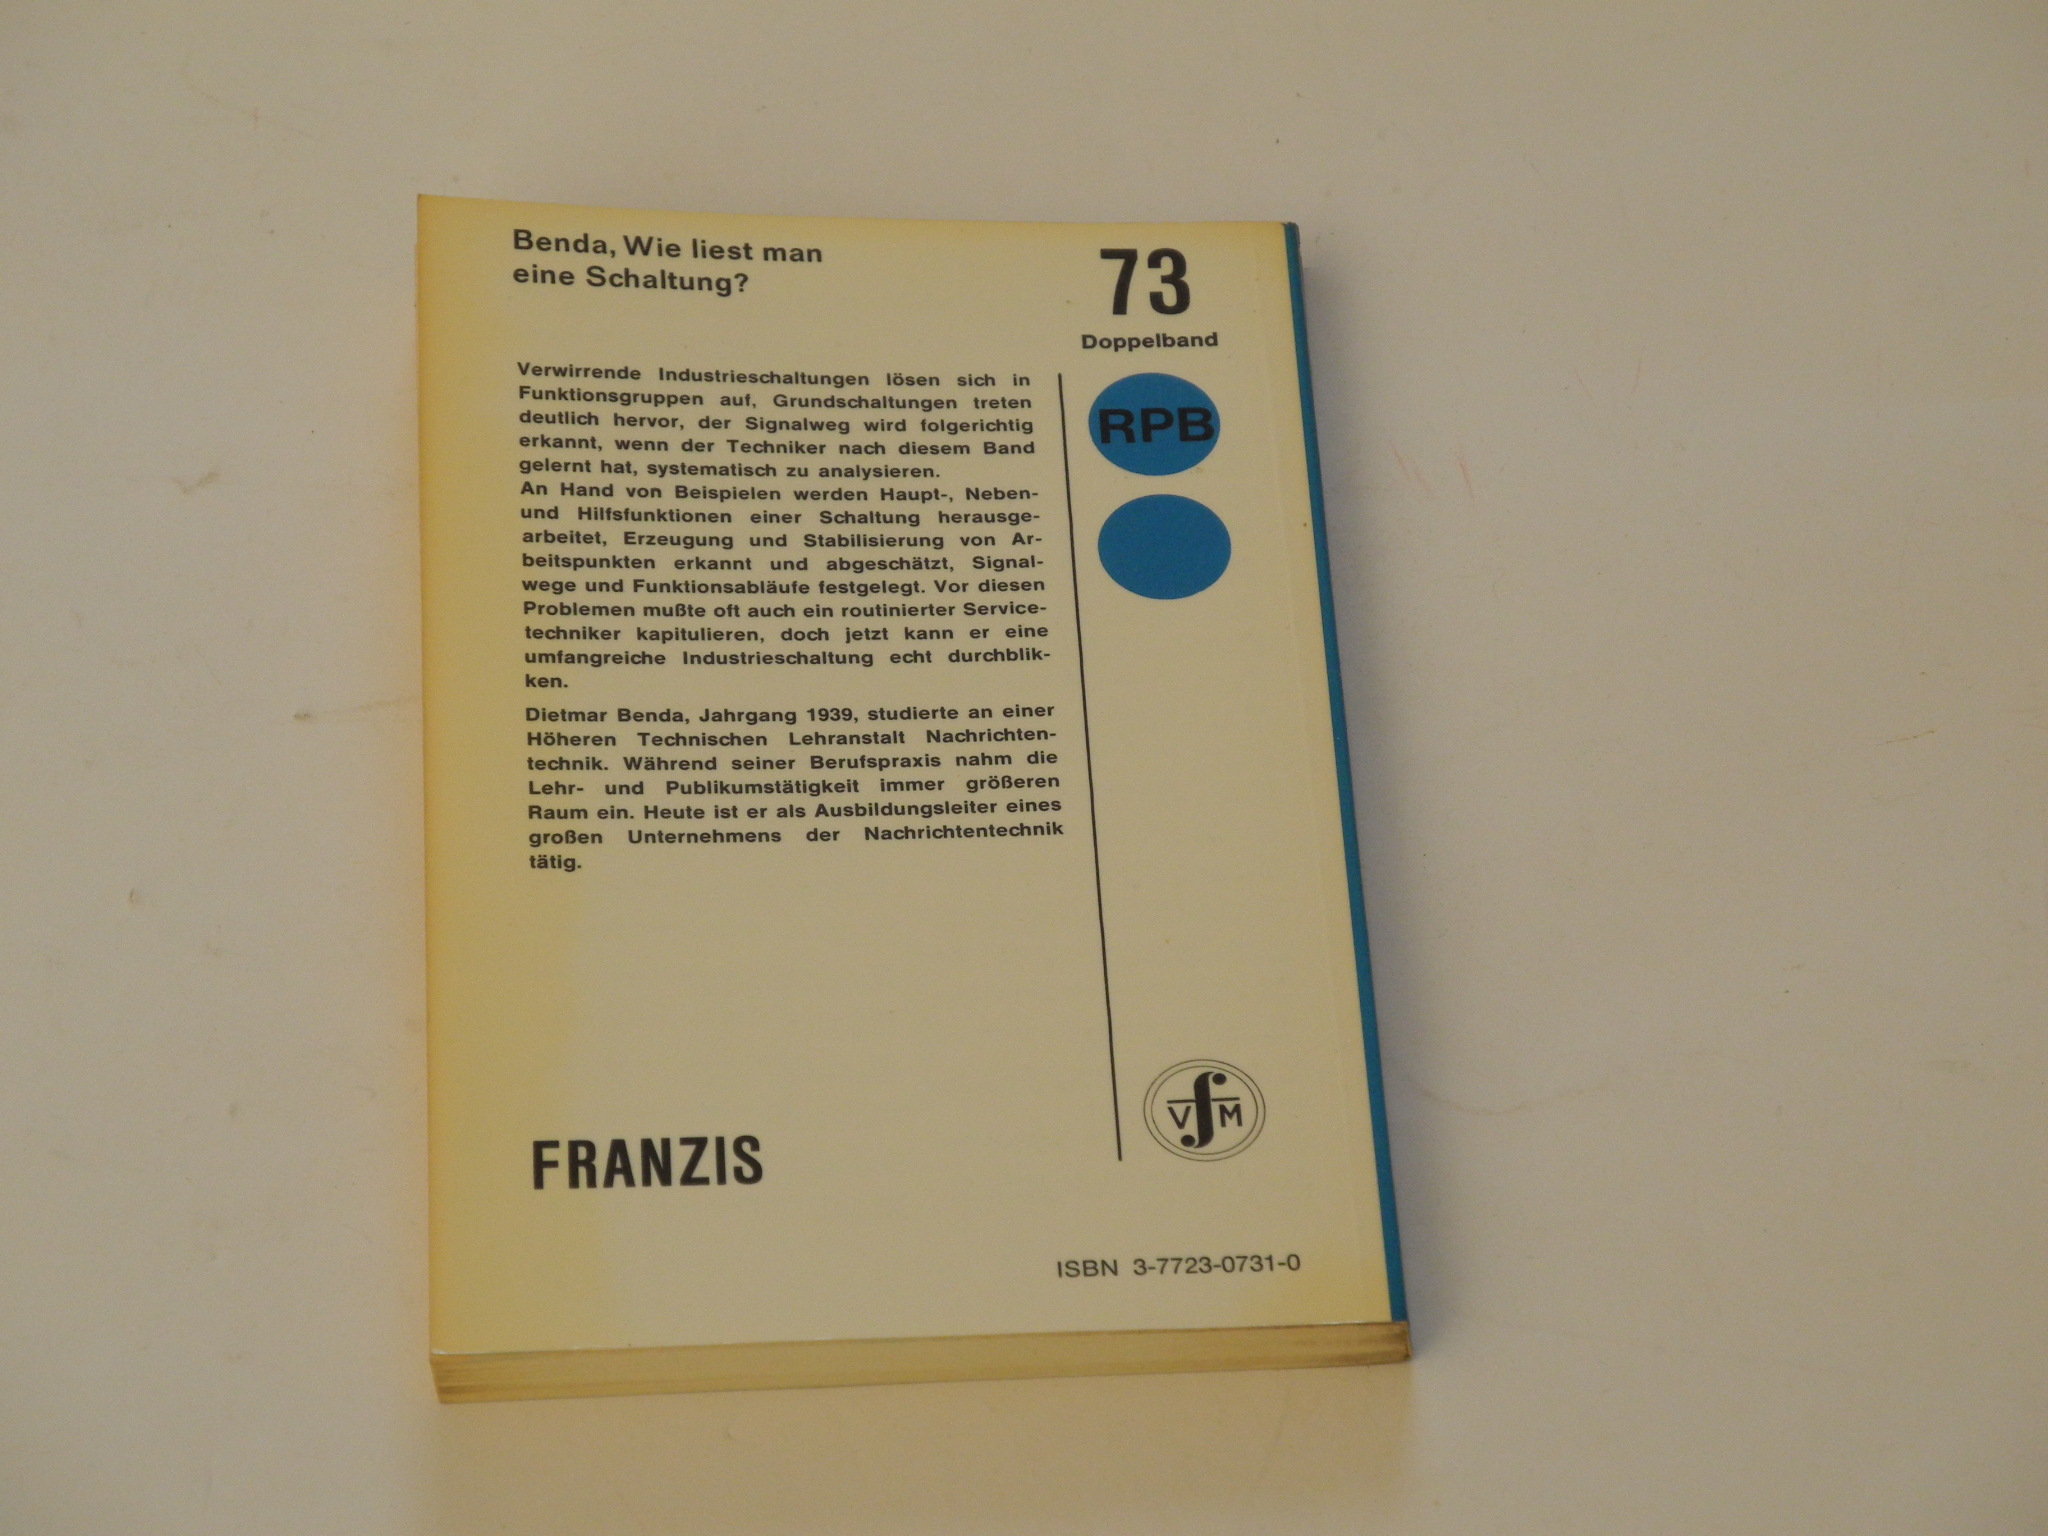 Benda, Wie liest man
eine Schaltung?
73
Doppelband
RPB
Verwirrende Industrieschaltungen lösen sich in
Funktionsgruppen auf, Grundschaltungen treten
deutlich hervor, der Signalweg wird folgerichtig
erkannt, wenn der Techniker nach diesem Band
gelernt hat, systematisch zu analysieren.
An Hand von Beispielen werden Haupt-, Neben-
und Hilfsfunktionen einer Schaltung herausge-
arbeitet, Erzeugung und Stabilisierung von Ar-
beitspunkten erkannt und abgeschätzt, Signal-
wege und Funktionsabläufe festgelegt. Vor diesen
Problemen mußte oft auch ein routinierter Service-
techniker kapitulieren, doch jetzt kann er eine
umfangreiche Industrieschaltung echt durchblik-
ken.
Dietmar Benda, Jahrgang 1939, studierte an einer
Höheren Technischen Lehranstalt Nachrichten-
technik. Während seiner Berufspraxis nahm die
Lehr- und Publikumstätigkeit immer größeren
Raum ein. Heute ist er als Ausbildungsleiter eines
großen Unternehmens der Nachrichtentechnik
tätig.
VfM
FRANZIS
ISBN 3-7723-0731-0